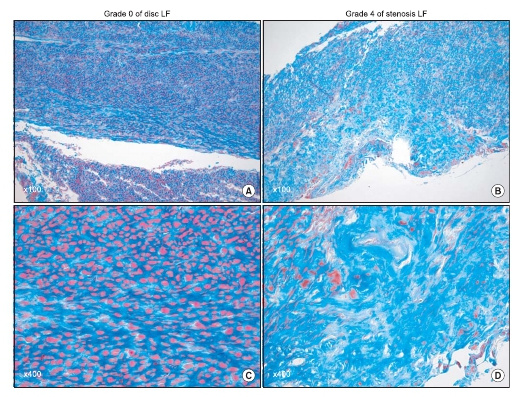 Grade 0 of disc LF
Grade 4 of stenosis LF
x100
A
x100
B
x400
C
x400
D